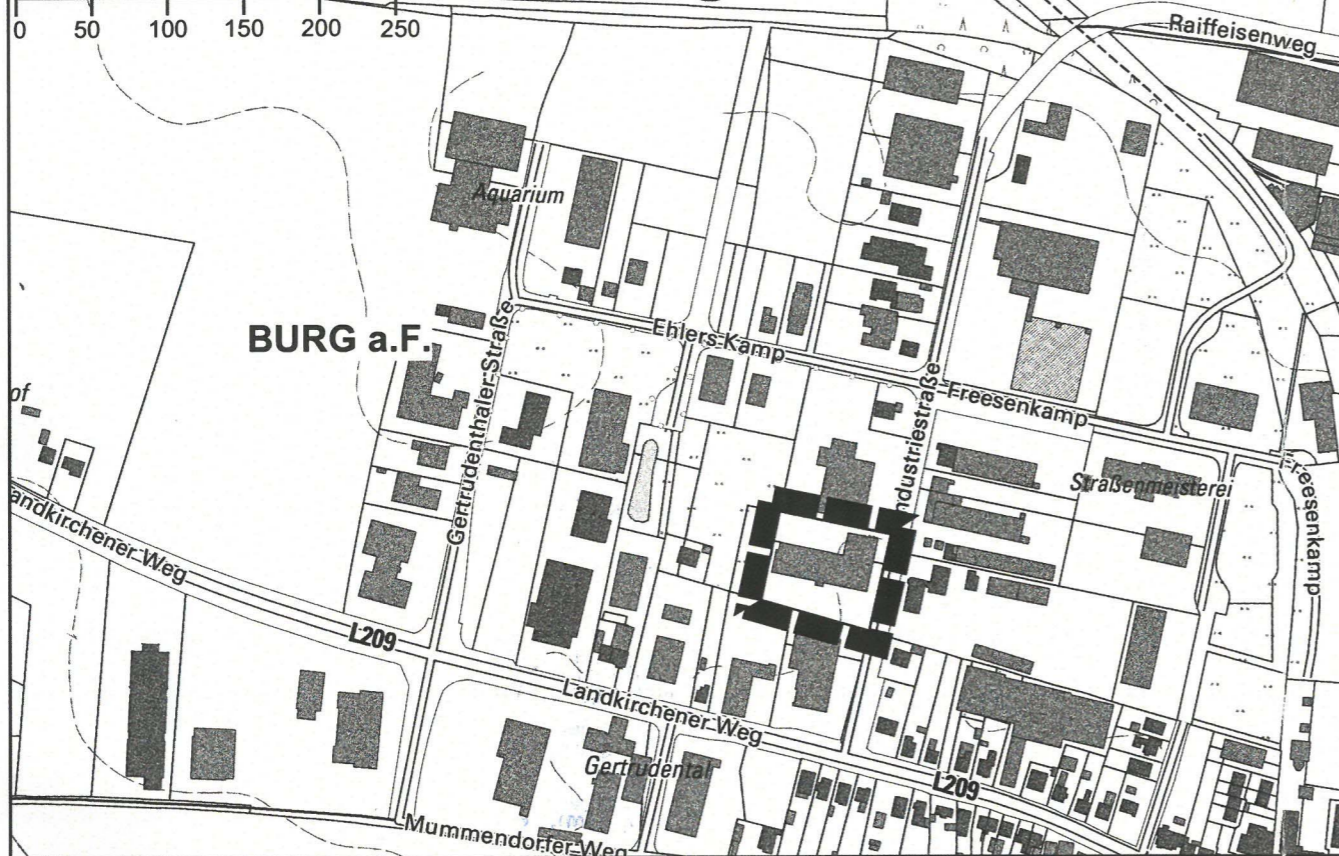 0 50 100 150 200 250
Raiffeisenweg
Aquarium
BURG a.F.
Ehlers Kamp
Gertrudenthaler Straße
Industriestraße
Freesenkamp
of
Straßenmeisterei
Freesenkamp
Landkirchener Weg
L209
Landkirchener Weg
Gertrudental
L209
Mummendorfer Weg